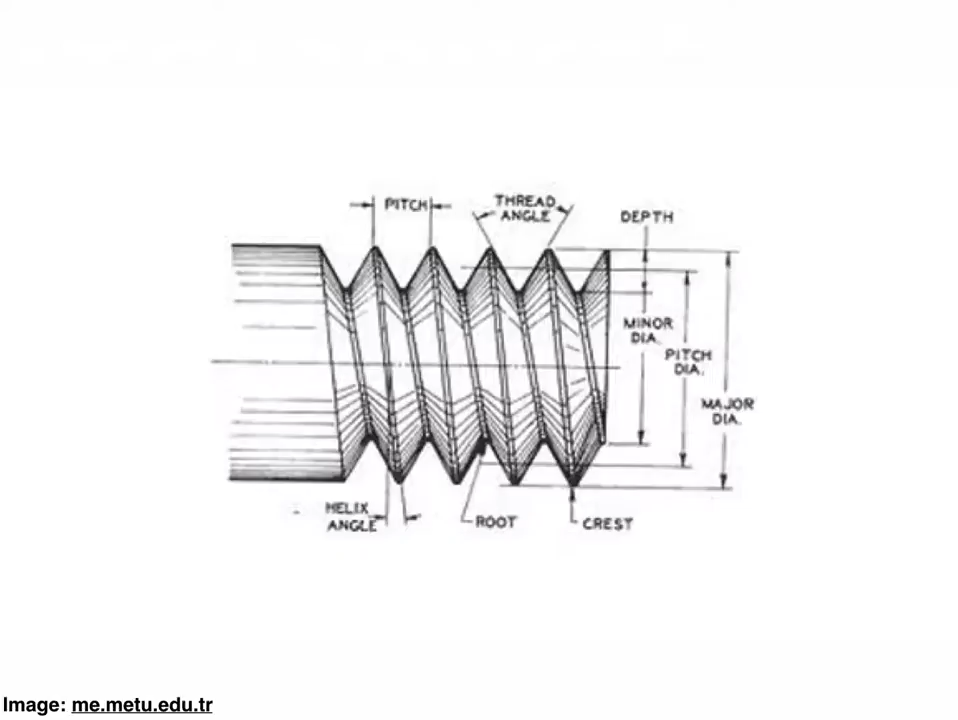 PITCH
THREAD
ANGLE
DEPTH
MINOR
DIA.
PITCH
DIA.
MAJOR
DIA.
HELIX
ANGLE
ROOT
CREST
Image: me.metu.edu.tr